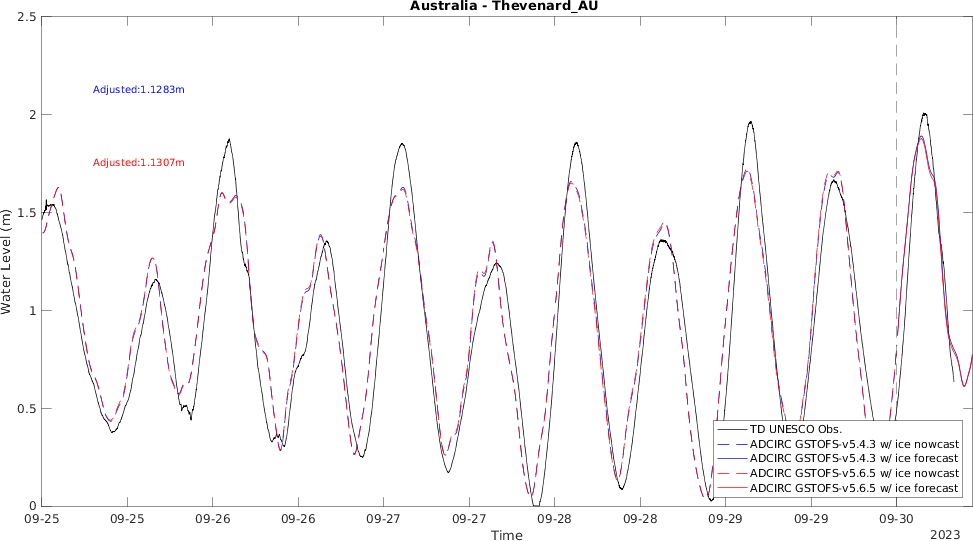 Australia - Thevenard_AU
2.5
2
1.5
1
0.5
0
Water Level (m)
Adjusted:1.1283m
Adjusted:1.1307m
TD UNESCO Obs.
ADCIRC GSTOFS-v5.4.3 w/ ice nowcast
ADCIRC GSTOFS-v5.4.3 w/ ice forecast
ADCIRC GSTOFS-v5.6.5 w/ ice nowcast
ADCIRC GSTOFS-v5.6.5 w/ ice forecast
09-25 09-25 09-26 09-26 09-27 09-27 09-28 09-28 09-29 09-29 09-30
Time
2023